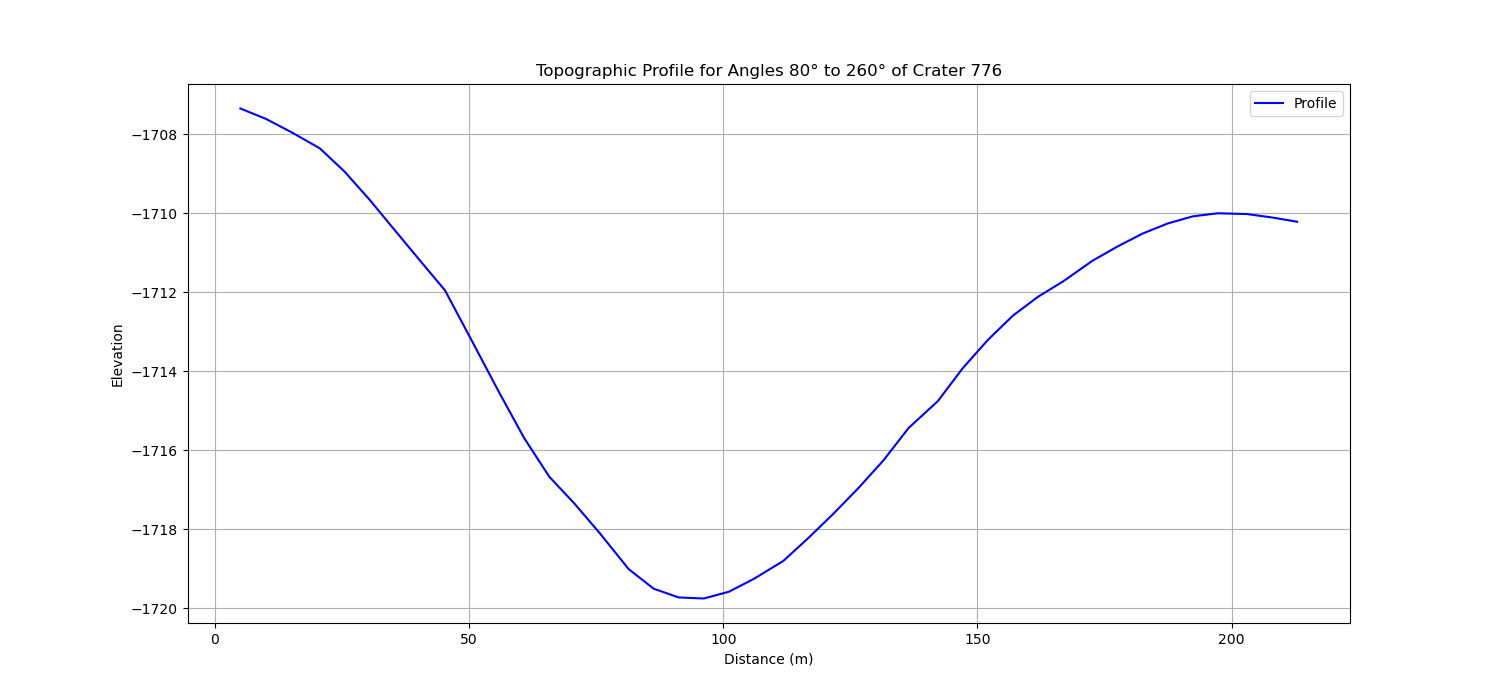 Topographic Profile for Angles 80° to 260° of Crater 776
Profile
−1708
−1710
−1712
−1714
−1716
−1718
−1720
Elevation
0 50 100 150 200
Distance (m)